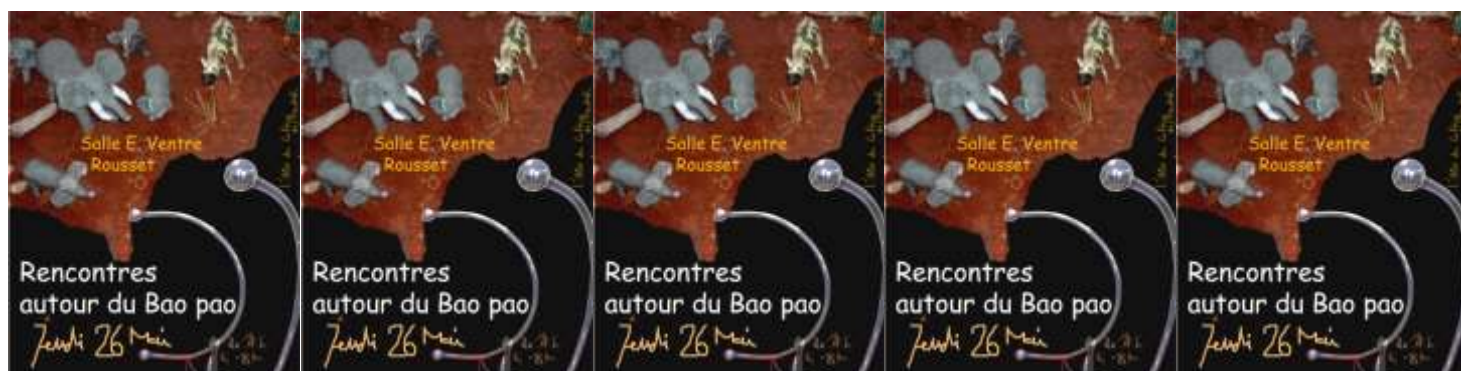 Salle E. Ventre
Rousset
Rencontres
autour du Bao pao
Jeudi 26 Mai
Salle E. Ventre
Rousset
Rencontres
autour du Bao pao
Jeudi 26 Mai
Salle E. Ventre
Rousset
Rencontres
autour du Bao pao
Jeudi 26 Mai
Salle E. Ventre
Rousset
Rencontres
autour du Bao pao
Jeudi 26 Mai
Salle E. Ventre
Rousset
Rencontres
autour du Bao pao
Jeudi 26 Mai